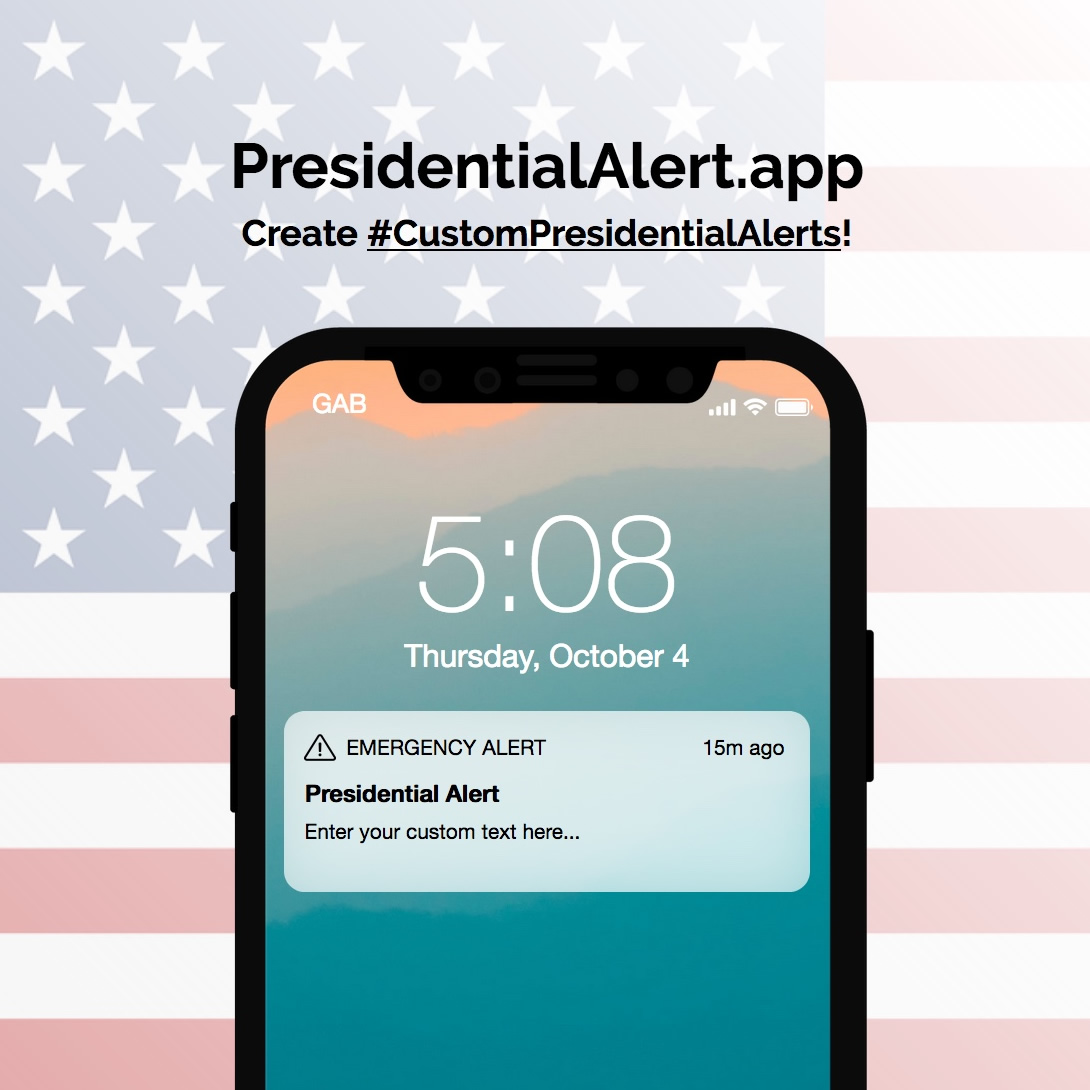 PresidentialAlert.app
Create #CustomPresidentialAlerts!
GAB
5:08
Thursday, October 4
EMERGENCY ALERT 15m ago
Presidential Alert
Enter your custom text here...